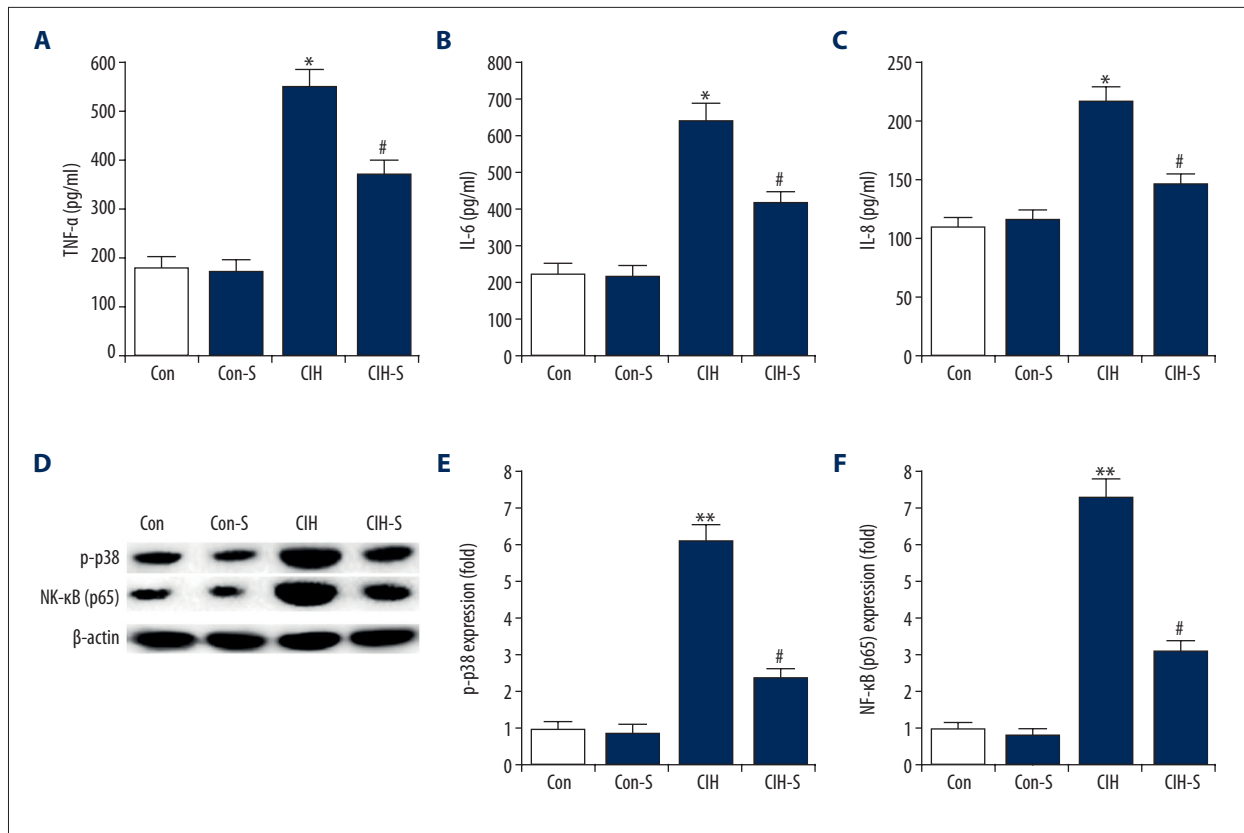 A
TNF-α (pg/ml)
600
500
400
300
200
100
0
*
#
Con Con-S CIH CIH-S
B
IL-6 (pg/ml)
800
700
600
500
400
300
200
100
0
*
#
Con Con-S CIH CIH-S
C
IL-8 (pg/ml)
250
200
150
100
50
0
*
#
Con Con-S CIH CIH-S
D
Con Con-S CIH CIH-S
p-p38
NK-κB (p65)
β-actin
E
p-p38 expression (fold)
8
7
6
5
4
3
2
1
0
**
#
Con Con-S CIH CIH-S
F
NF-κB (p65) expression (fold)
8
7
6
5
4
3
2
1
0
**
#
Con Con-S CIH CIH-S